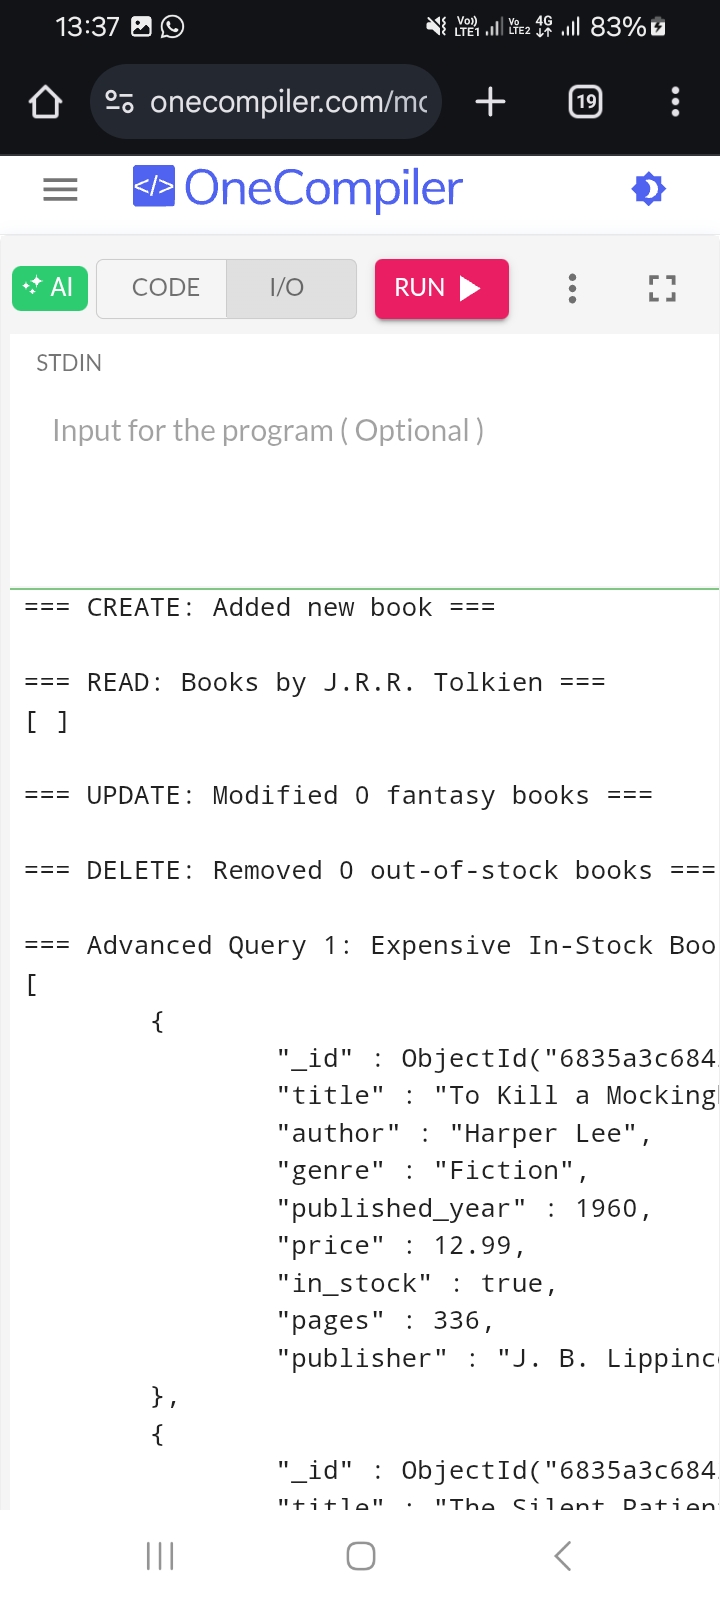 13:37
Vo)) LTE1 Vo LTE2 4G 83%
onecompiler.com/mc
19
</> OneCompiler
AI CODE I/O RUN
STDIN
Input for the program ( Optional )
=== CREATE: Added new book ===
=== READ: Books by J.R.R. Tolkien ===
[ ]
=== UPDATE: Modified 0 fantasy books ===
=== DELETE: Removed 0 out-of-stock books ===
=== Advanced Query 1: Expensive In-Stock Boo
[
{
"_id" : ObjectId("6835a3c684
"title" : "To Kill a Mocking
"author" : "Harper Lee",
"genre" : "Fiction",
"published_year" : 1960,
"price" : 12.99,
"in_stock" : true,
"pages" : 336,
"publisher" : "J. B. Lippinc
},
{
"_id" : ObjectId("6835a3c684
"title" : "The Silent Patien